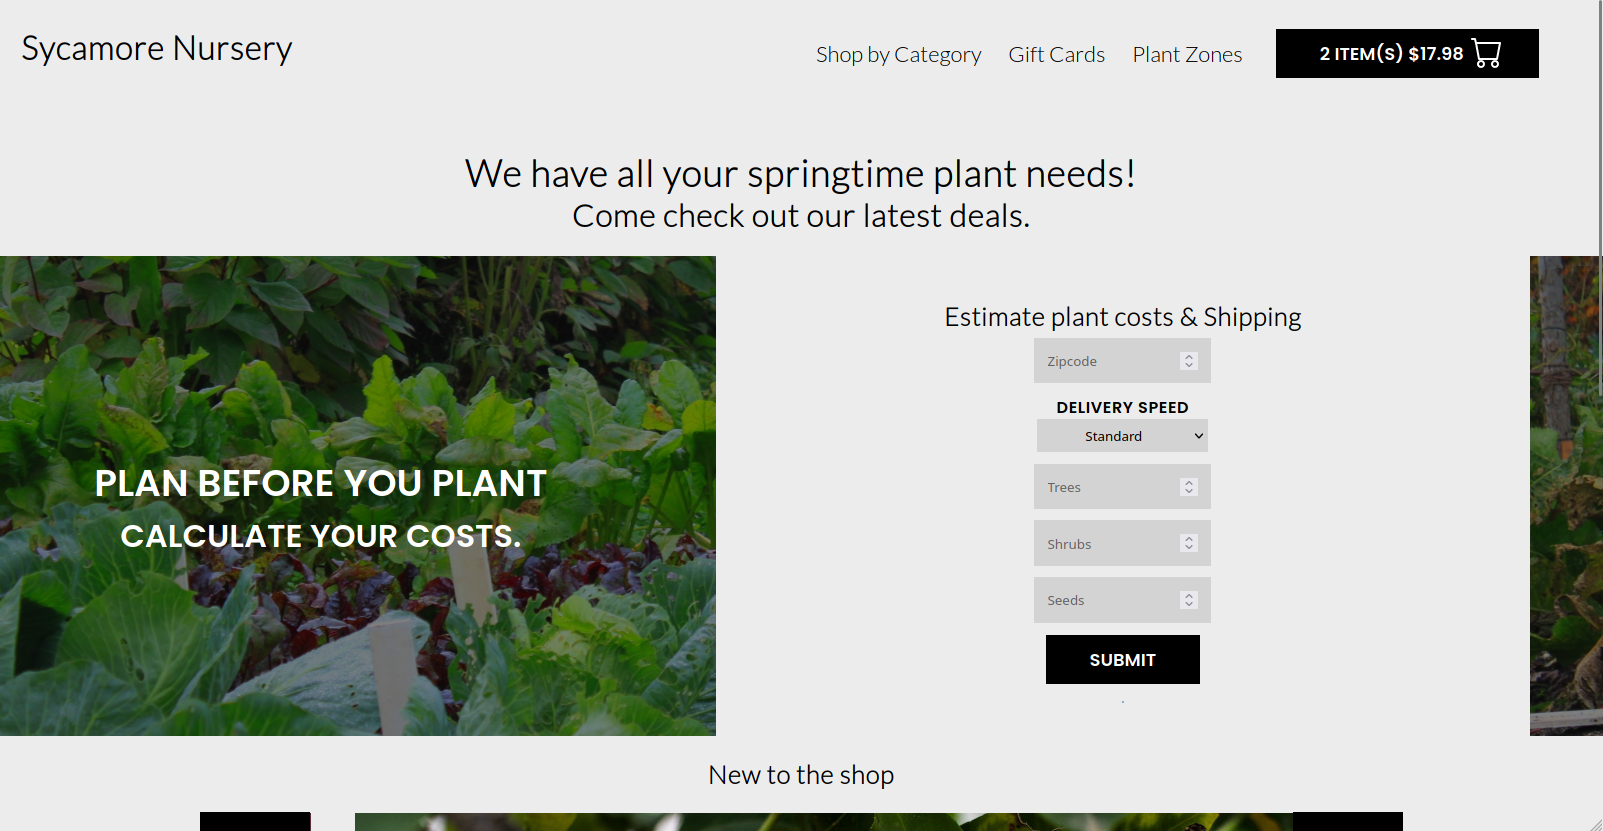 Sycamore Nursery
Shop by Category
Gift Cards
Plant Zones
2 ITEM(S) $17.98
We have all your springtime plant needs!
Come check out our latest deals.
PLAN BEFORE YOU PLANT
CALCULATE YOUR COSTS.
Estimate plant costs & Shipping
Zipcode
DELIVERY SPEED
Standard
Trees
Shrubs
Seeds
SUBMIT
.
New to the shop